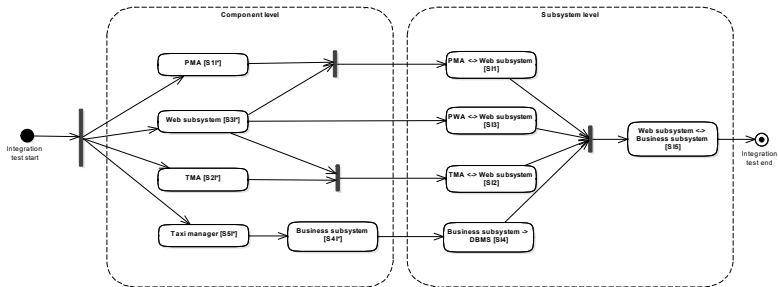 Component level
Subsystem level
PMA [S1I*]
PMA <-> Web subsystem
[SI1]
Web subsystem [S3I*]
PWA <-> Web subsystem
[SI3]
Web subsystem <->
Business subsystem
[SI5]
Integration
test start
Integration
test end
TMA [S2I*]
TMA <-> Web subsystem
[SI2]
Taxi manager [S5I*]
Business subsystem
[S4I*]
Business subsystem ->
DBMS [SI4]